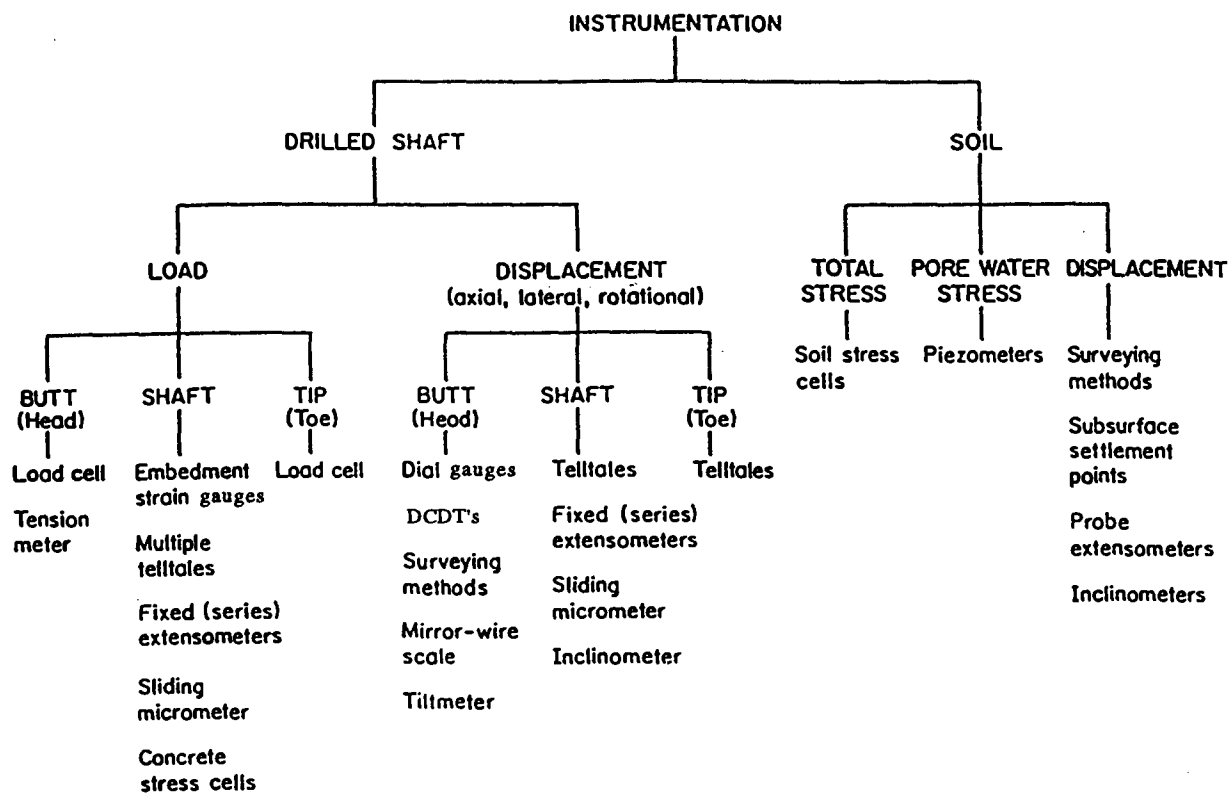 INSTRUMENTATION
DRILLED SHAFT
SOIL
LOAD
DISPLACEMENT
(axial, lateral, rotational)
TOTAL
STRESS
PORE WATER
STRESS
DISPLACEMENT
Soil stress
cells
Piezometers
Surveying
methods
Subsurface
settlement
points
Probe
extensometers
Inclinometers
BUTT
(Head)
SHAFT
TIP
(Toe)
BUTT
(Head)
SHAFT
TIP
(Toe)
Load cell
Tension
meter
Embedment
strain gauges
Multiple
telltales
Fixed (series)
extensometers
Sliding
micrometer
Concrete
stress cells
Load cell
Dial gauges
DCDT's
Surveying
methods
Mirror-wire
scale
Tiltmeter
Telltales
Fixed (series)
extensometers
Sliding
micrometer
Inclinometer
Telltales